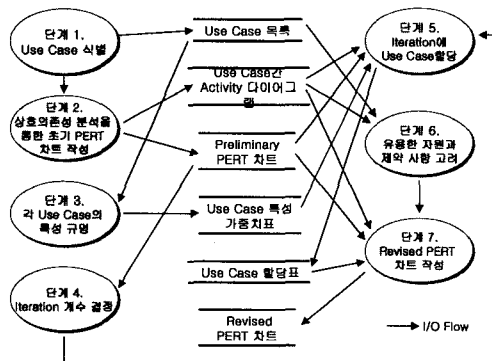 단계 1.
Use Case 식별
단계 2.
상호의존성 분석을
통한 초기 PERT
차트 작성
단계 3.
각 Use Case의
특성 규명
단계 4.
Iteration 개수 결정
Use Case 목록
Use Case간
Activity 다이어그
램
Preliminary
PERT 차트
Use Case 특성
가중치표
Use Case 할당표
Revised
PERT 차트
단계 5.
Iteration에
Use Case할당
단계 6.
유용한 자원과
제약 사항 고려
단계 7.
Revised PERT
차트 작성
I/O Flow